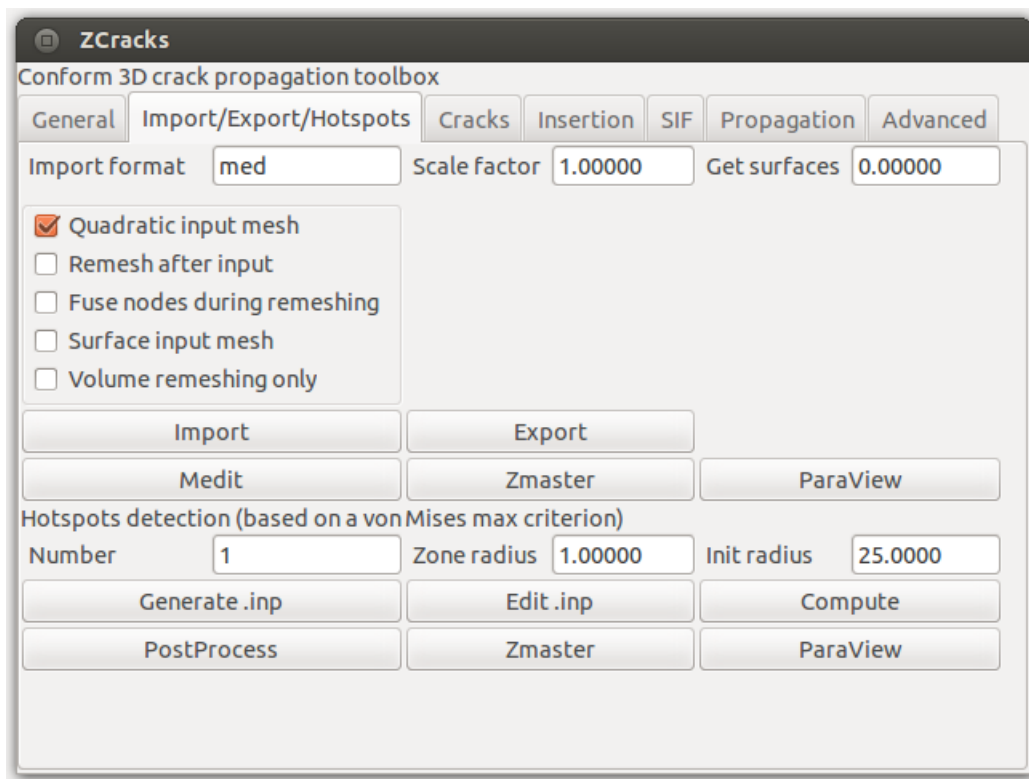 ZCracks
Conform 3D crack propagation toolbox
General Import/Export/Hotspots Cracks Insertion SIF Propagation Advanced
Import format med Scale factor 1.00000 Get surfaces 0.00000
Quadratic input mesh
Remesh after input
Fuse nodes during remeshing
Surface input mesh
Volume remeshing only
Import Export
Medit Zmaster ParaView
Hotspots detection (based on a von Mises max criterion)
Number 1 Zone radius 1.00000 Init radius 25.0000
Generate .inp Edit .inp Compute
PostProcess Zmaster ParaView